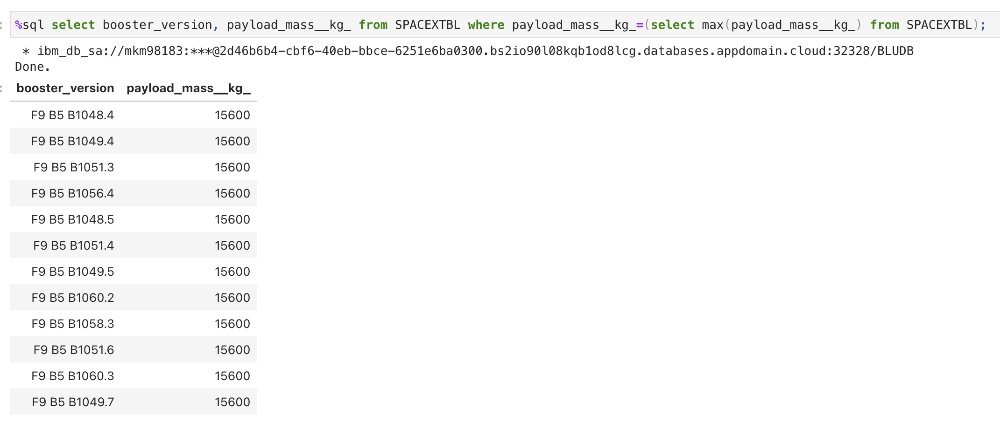 %sql select booster_version, payload_mass__kg_ from SPACEXTBL where payload_mass__kg_=(select max(payload_mass__kg_) from SPACEXTBL);
* ibm_db_sa://mkm98183:***@2d46b6b4-cbf6-40eb-bbce-6251e6ba0300.bs2io90l08kqb1od8lcg.databases.appdomain.cloud:32328/BLUDB
Done.
booster_version payload_mass__kg_
F9 B5 B1048.4 15600
F9 B5 B1049.4 15600
F9 B5 B1051.3 15600
F9 B5 B1056.4 15600
F9 B5 B1048.5 15600
F9 B5 B1051.4 15600
F9 B5 B1049.5 15600
F9 B5 B1060.2 15600
F9 B5 B1058.3 15600
F9 B5 B1051.6 15600
F9 B5 B1060.3 15600
F9 B5 B1049.7 15600